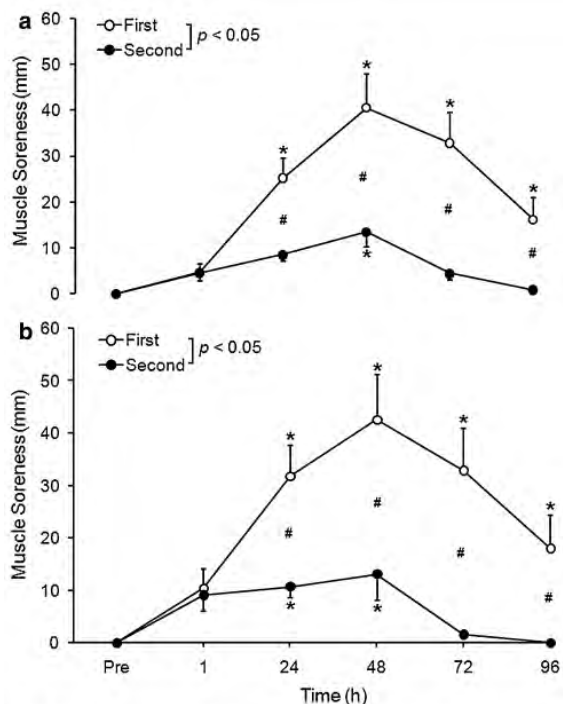 a
60
50
40
30
20
10
0
Muscle Soreness (mm)
First
Second
p < 0.05
* * * *
# # # #
*
b
60
50
40
30
20
10
0
Muscle Soreness (mm)
First
Second
p < 0.05
* * * *
# # # #
* *
Pre 1 24 48 72 96
Time (h)